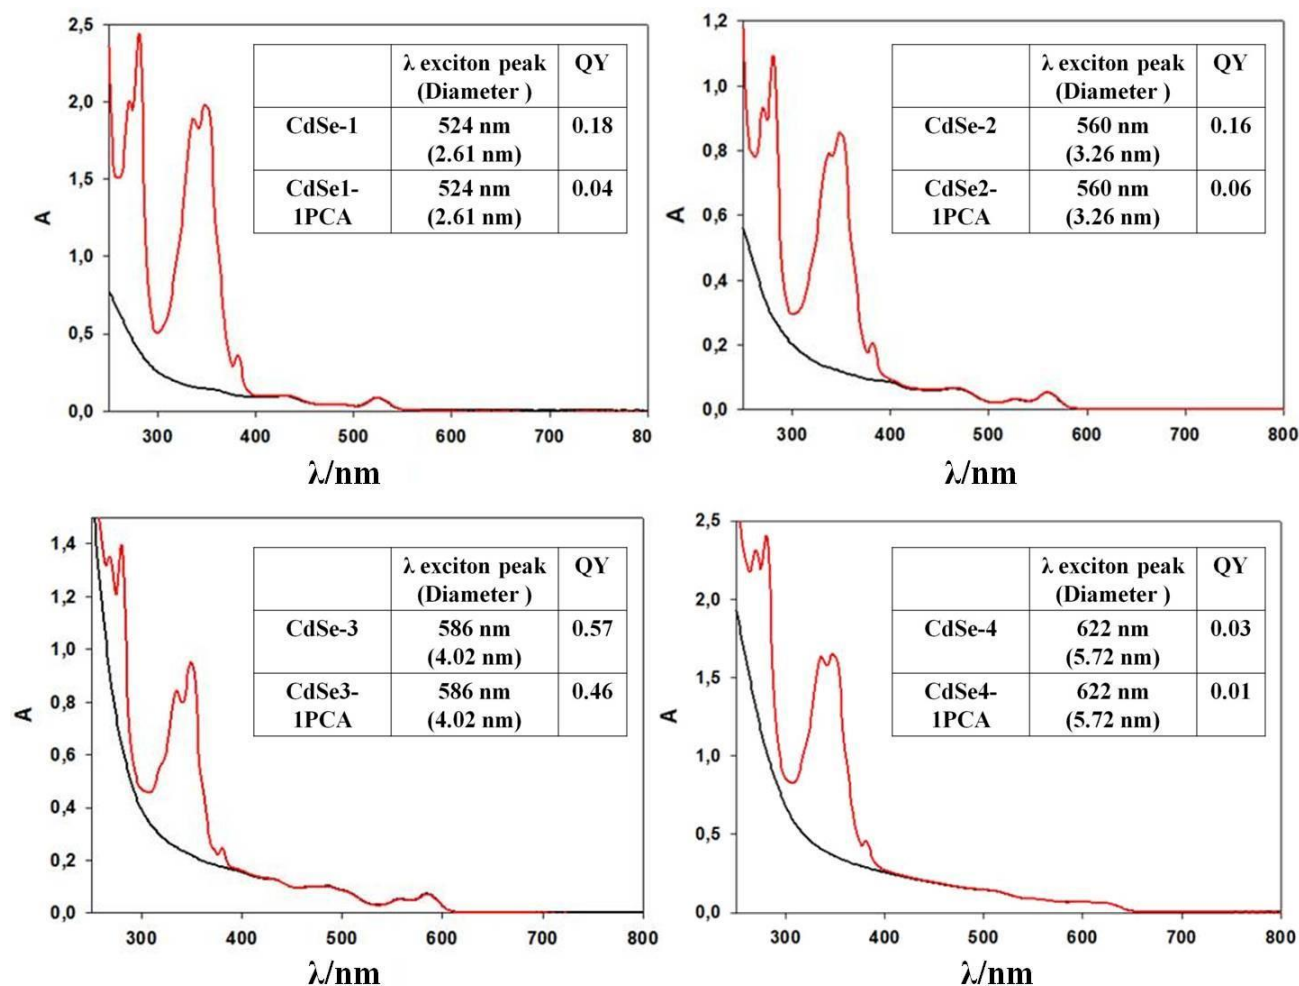 2,5
2,0
1,5
1,0
0,5
0,0
A
300 400 500 600 700 80
λ/nm
λ exciton peak QY
(Diameter )
CdSe-1 524 nm 0.18
(2.61 nm)
CdSe1- 524 nm 0.04
1PCA (2.61 nm)
1,2
1,0
0,8
0,6
0,4
0,2
0,0
A
300 400 500 600 700 800
λ/nm
λ exciton peak QY
(Diameter )
CdSe-2 560 nm 0.16
(3.26 nm)
CdSe2- 560 nm 0.06
1PCA (3.26 nm)
1,4
1,2
1,0
0,8
0,6
0,4
0,2
0,0
A
300 400 500 600 700 800
λ/nm
λ exciton peak QY
(Diameter )
CdSe-3 586 nm 0.57
(4.02 nm)
CdSe3- 586 nm 0.46
1PCA (4.02 nm)
2,5
2,0
1,5
1,0
0,5
0,0
A
300 400 500 600 700 800
λ/nm
λ exciton peak QY
(Diameter )
CdSe-4 622 nm 0.03
(5.72 nm)
CdSe4- 622 nm 0.01
1PCA (5.72 nm)